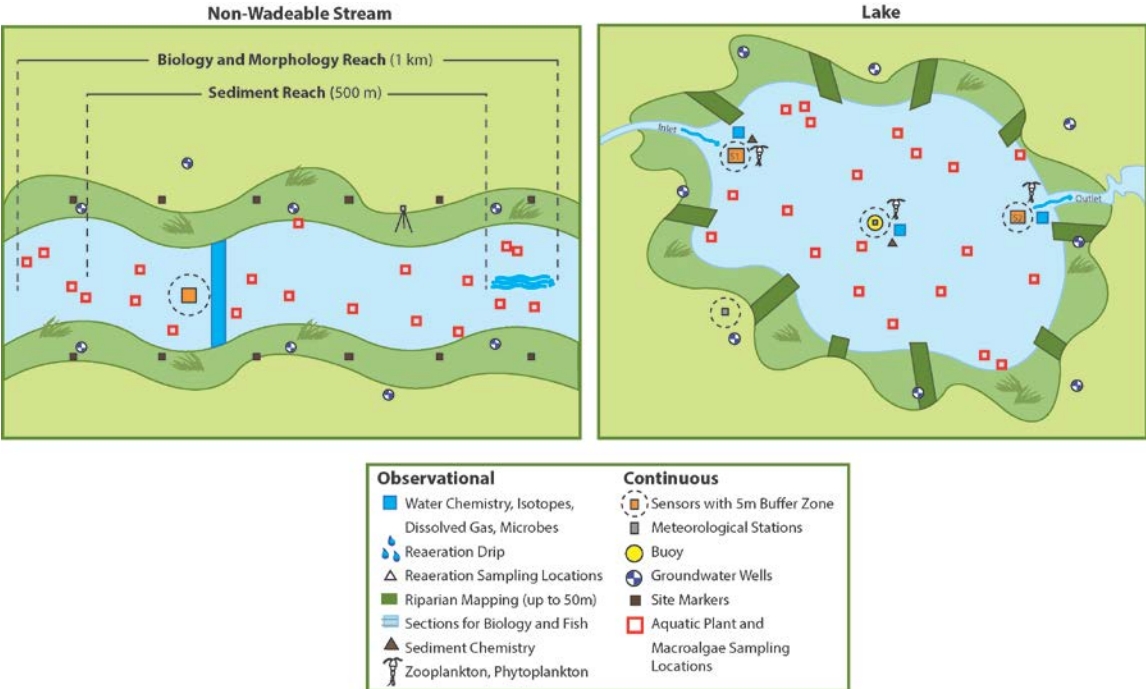 Non-Wadeable Stream
Biology and Morphology Reach (1 km)
Sediment Reach (500 m)
Lake
Inlet
S1
S2
Outlet
Observational
Water Chemistry, Isotopes,
Dissolved Gas, Microbes
Reaeration Drip
Reaeration Sampling Locations
Riparian Mapping (up to 50m)
Sections for Biology and Fish
Sediment Chemistry
Zooplankton, Phytoplankton
Continuous
Sensors with 5m Buffer Zone
Meteorological Stations
Buoy
Groundwater Wells
Site Markers
Aquatic Plant and
Macroalgae Sampling
Locations